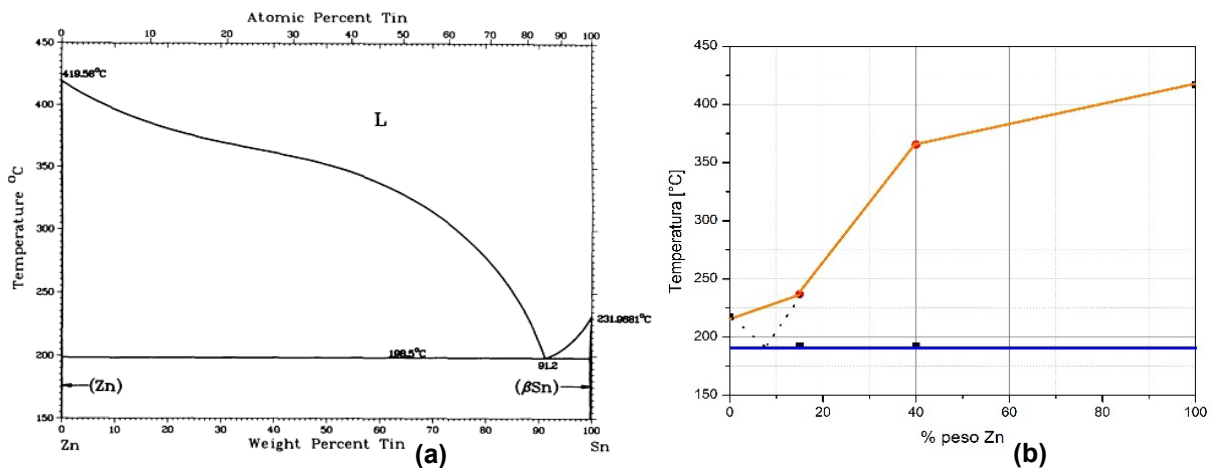 Atomic Percent Tin
0 10 20 30 40 50 60 70 80 90 100
450
400
350
300
250
200
150
Temperature °C
419.58°C
L
231.9681°C
198.5°C
91.2
(Zn)
(βSn)
0 10 20 30 40 50 60 70 80 90 100
Zn Weight Percent Tin Sn
(a)
450
400
350
300
250
200
150
Temperatura [°C]
0 20 40 60 80 100
% peso Zn
(b)